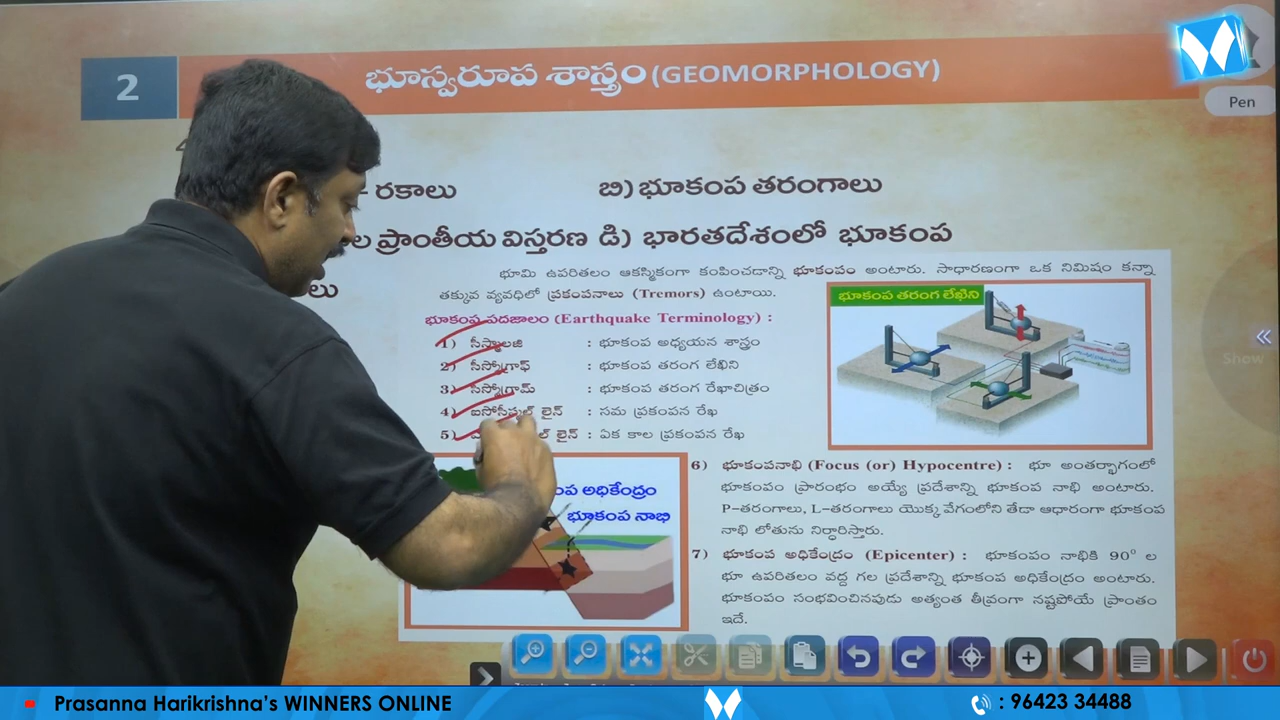 2
భూస్వరూప శాస్త్రం (GEOMORPHOLOGY)
Pen
- రకాలు
బి) భూకంప తరంగాలు
ల ప్రాంతీయ విస్తరణ డి) భారతదేశంలో భూకంప
లు
భూమి ఉపరితలం ఆకస్మికంగా కంపించడాన్ని భూకంపం అంటారు. సాధారణంగా ఒక నిమిషం కన్నా
తక్కువ వ్యవధిలో ప్రకంపనాలు (Tremors) ఉంటాయి.
భూకంప పదజాలం (Earthquake Terminology) :
1) సీస్మాలజి : భూకంప అధ్యయన శాస్త్రం
2) సీస్మోగ్రాఫ్ : భూకంప తరంగ లేఖిని
3) సీస్మోగ్రామ్ : భూకంప తరంగ రేఖాచిత్రం
4) ఐసోసీస్మల్ లైన్ : సమ ప్రకంపన రేఖ
5) ల్ లైన్ : ఏక కాల ప్రకంపన రేఖ
భూకంప తరంగ లేఖిని
ంప అధికేంద్రం
భూకంప నాభి
6) భూకంపనాభి (Focus (or) Hypocentre) : భూ అంతర్భాగంలో
భూకంపం ప్రారంభం అయ్యే ప్రదేశాన్ని భూకంప నాభి అంటారు.
P-తరంగాలు, L-తరంగాలు యొక్క వేగంలోని తేడా ఆధారంగా భూకంప
నాభి లోతును నిర్ధారిస్తారు.
7) భూకంప అధికేంద్రం (Epicenter) : భూకంపం నాభికి 90° ల
భూ ఉపరితలం వద్ద గల ప్రదేశాన్ని భూకంప అధికేంద్రం అంటారు.
భూకంపం సంభవించినపుడు అత్యంత తీవ్రంగా నష్టపోయే ప్రాంతం
ఇదే.
Show
Prasanna Harikrishna's WINNERS ONLINE
: 96423 34488